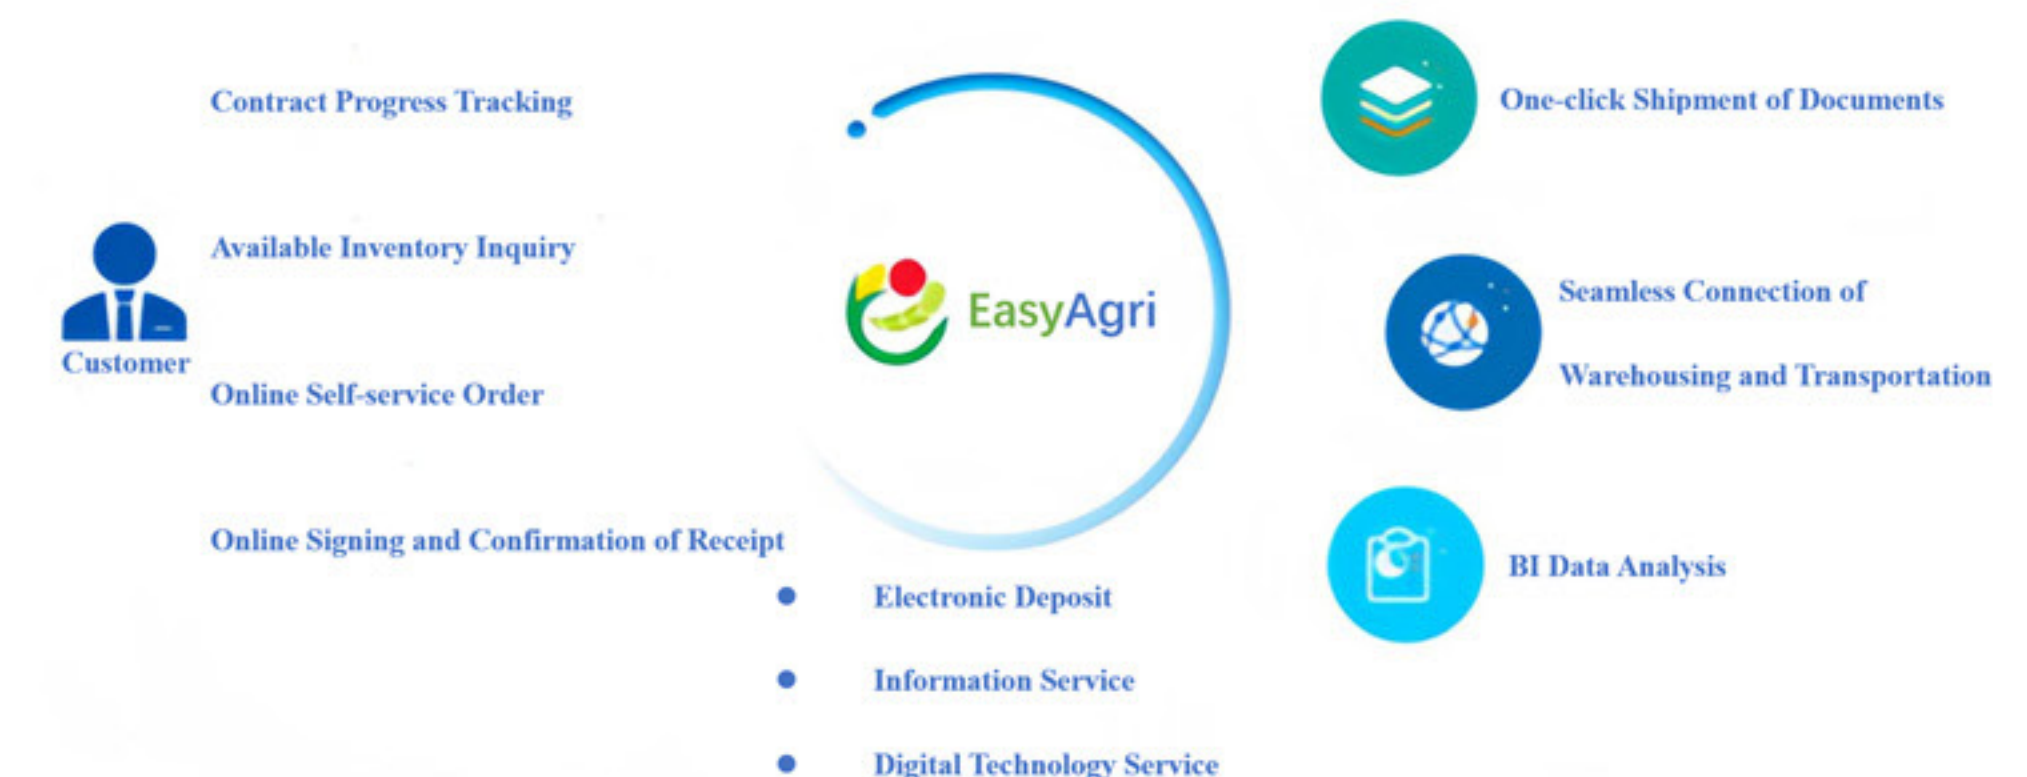 Contract Progress Tracking
Available Inventory Inquiry
Customer
Online Self-service Order
Online Signing and Confirmation of Receipt
EasyAgri
Electronic Deposit
Information Service
Digital Technology Service
One-click Shipment of Documents
Seamless Connection of
Warehousing and Transportation
BI Data Analysis